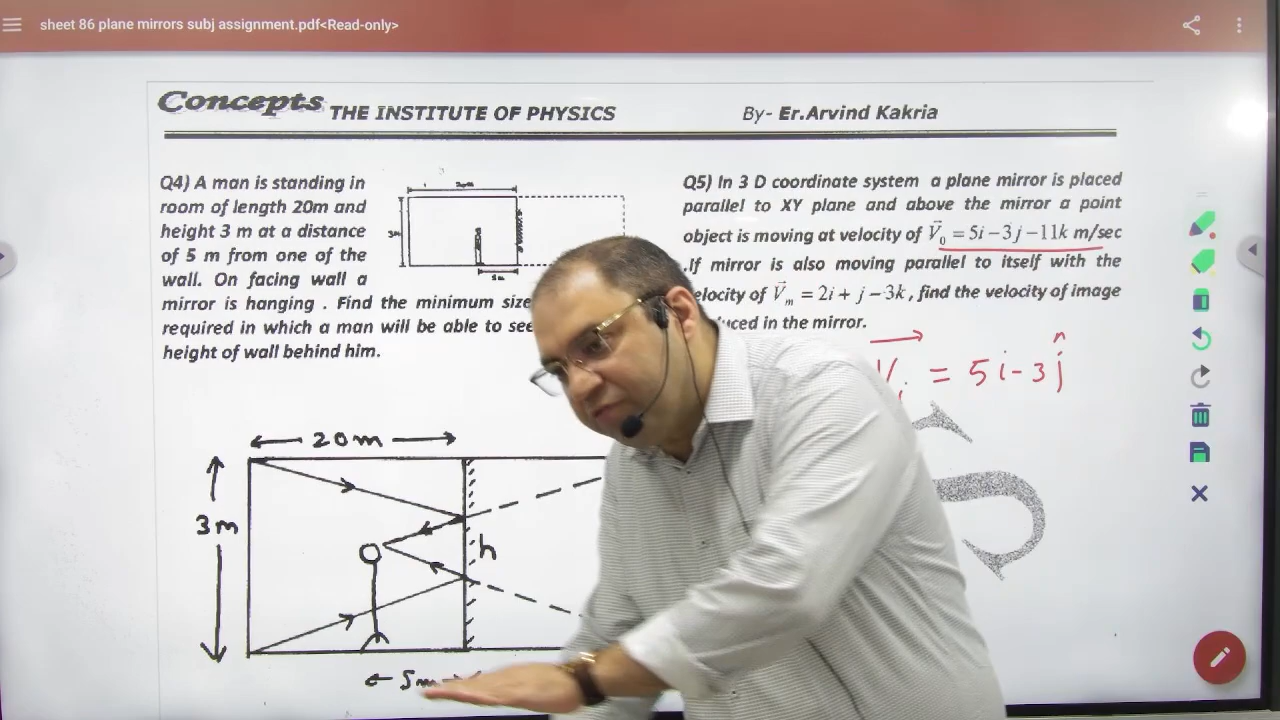 sheet 86 plane mirrors subj assignment.pdf<Read-only>
Concepts THE INSTITUTE OF PHYSICS By- Er.Arvind Kakria
Q4) A man is standing in
room of length 20m and
height 3 m at a distance
of 5 m from one of the
wall. On facing wall a
mirror is hanging . Find the minimum size
required in which a man will be able to see
height of wall behind him.
20m
3m
5m
Q5) In 3 D coordinate system a plane mirror is placed
parallel to XY plane and above the mirror a point
object is moving at velocity of V⃗₀ = 5i – 3j – 11k m/sec
.If mirror is also moving parallel to itself with the
velocity of V⃗ₘ = 2i + j – 3k , find the velocity of image
in the mirror.
V⃗ᵢ = 5i - 3ĵ
← 20m →
3m
h
← 5m →